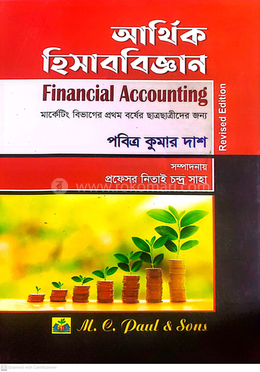 আর্থিক
হিসাববিজ্ঞান
Financial Accounting
মার্কেটিং বিভাগের প্রথম বর্ষের ছাত্রছাত্রীদের জন্য
Revised Edition
পবিত্র কুমার দাশ
সম্পাদনায়
প্রফেসর নিতাই চন্দ্র সাহা
rokomari.com
M. C. Paul & Sons